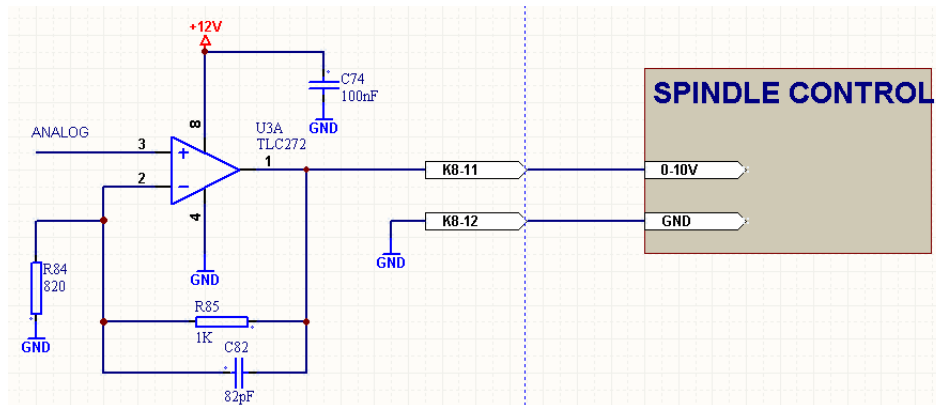 +12V
C74
100nF
GND
U3A
TLC272
ANALOG
8
3
+
1
2
-
4
GND
K8-11
0-10V
K8-12
GND
GND
SPINDLE CONTROL
R84
820
GND
R85
1K
C82
82pF